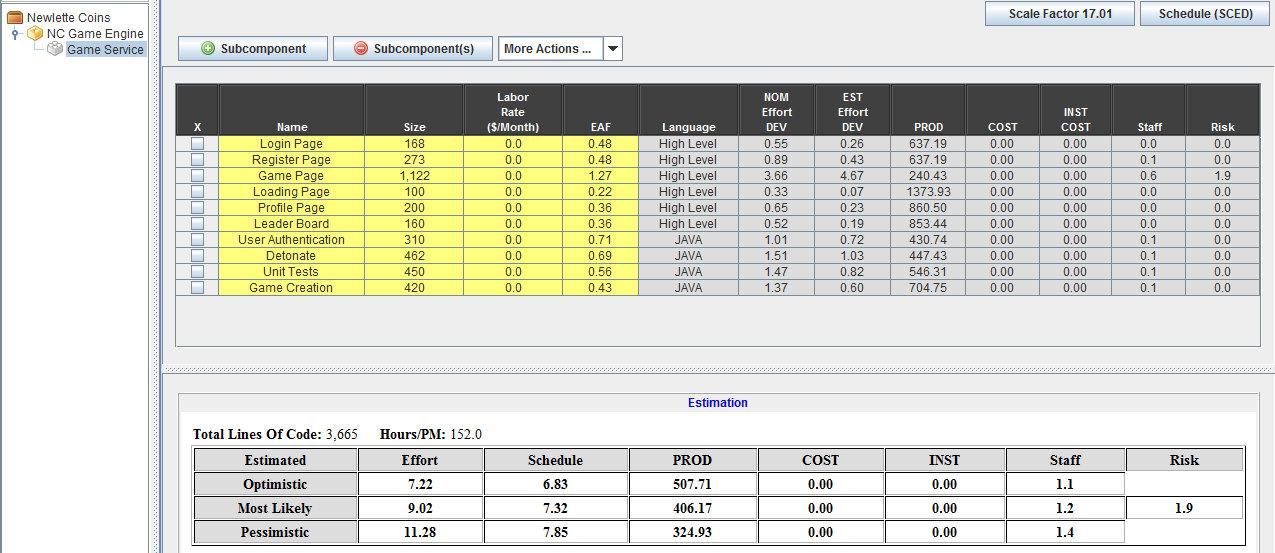 Newlette Coins
NC Game Engine
Game Service
Scale Factor 17.01 Schedule (SCED)
Subcomponent Subcomponent(s) More Actions ...
X Name Size Labor Rate ($/Month) EAF Language NOM Effort DEV EST Effort DEV PROD COST INST COST Staff Risk
Login Page 168 0.0 0.48 High Level 0.55 0.26 637.19 0.00 0.00 0.0 0.0
Register Page 273 0.0 0.48 High Level 0.89 0.43 637.19 0.00 0.00 0.1 0.0
Game Page 1,122 0.0 1.27 High Level 3.66 4.67 240.43 0.00 0.00 0.6 1.9
Loading Page 100 0.0 0.22 High Level 0.33 0.07 1373.93 0.00 0.00 0.0 0.0
Profile Page 200 0.0 0.36 High Level 0.65 0.23 860.50 0.00 0.00 0.0 0.0
Leader Board 160 0.0 0.36 High Level 0.52 0.19 853.44 0.00 0.00 0.0 0.0
User Authentication 310 0.0 0.71 JAVA 1.01 0.72 430.74 0.00 0.00 0.1 0.0
Detonate 462 0.0 0.69 JAVA 1.51 1.03 447.43 0.00 0.00 0.1 0.0
Unit Tests 450 0.0 0.56 JAVA 1.47 0.82 546.31 0.00 0.00 0.1 0.0
Game Creation 420 0.0 0.43 JAVA 1.37 0.60 704.75 0.00 0.00 0.1 0.0
Estimation
Total Lines Of Code: 3,665 Hours/PM: 152.0
Estimated Effort Schedule PROD COST INST Staff Risk
Optimistic 7.22 6.83 507.71 0.00 0.00 1.1
Most Likely 9.02 7.32 406.17 0.00 0.00 1.2 1.9
Pessimistic 11.28 7.85 324.93 0.00 0.00 1.4